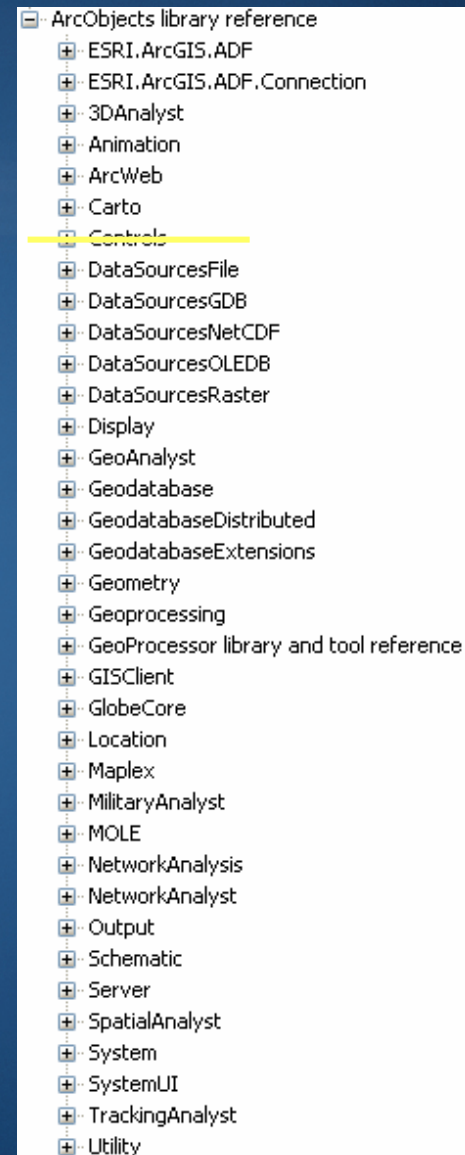 ArcObjects library reference
ESRI.ArcGIS.ADF
ESRI.ArcGIS.ADF.Connection
3DAnalyst
Animation
ArcWeb
Carto
Controls
DataSourcesFile
DataSourcesGDB
DataSourcesNetCDF
DataSourcesOLEDB
DataSourcesRaster
Display
GeoAnalyst
Geodatabase
GeodatabaseDistributed
GeodatabaseExtensions
Geometry
Geoprocessing
GeoProcessor library and tool reference
GISClient
GlobeCore
Location
Maplex
MilitaryAnalyst
MOLE
NetworkAnalysis
NetworkAnalyst
Output
Schematic
Server
SpatialAnalyst
System
SystemUI
TrackingAnalyst
Utility